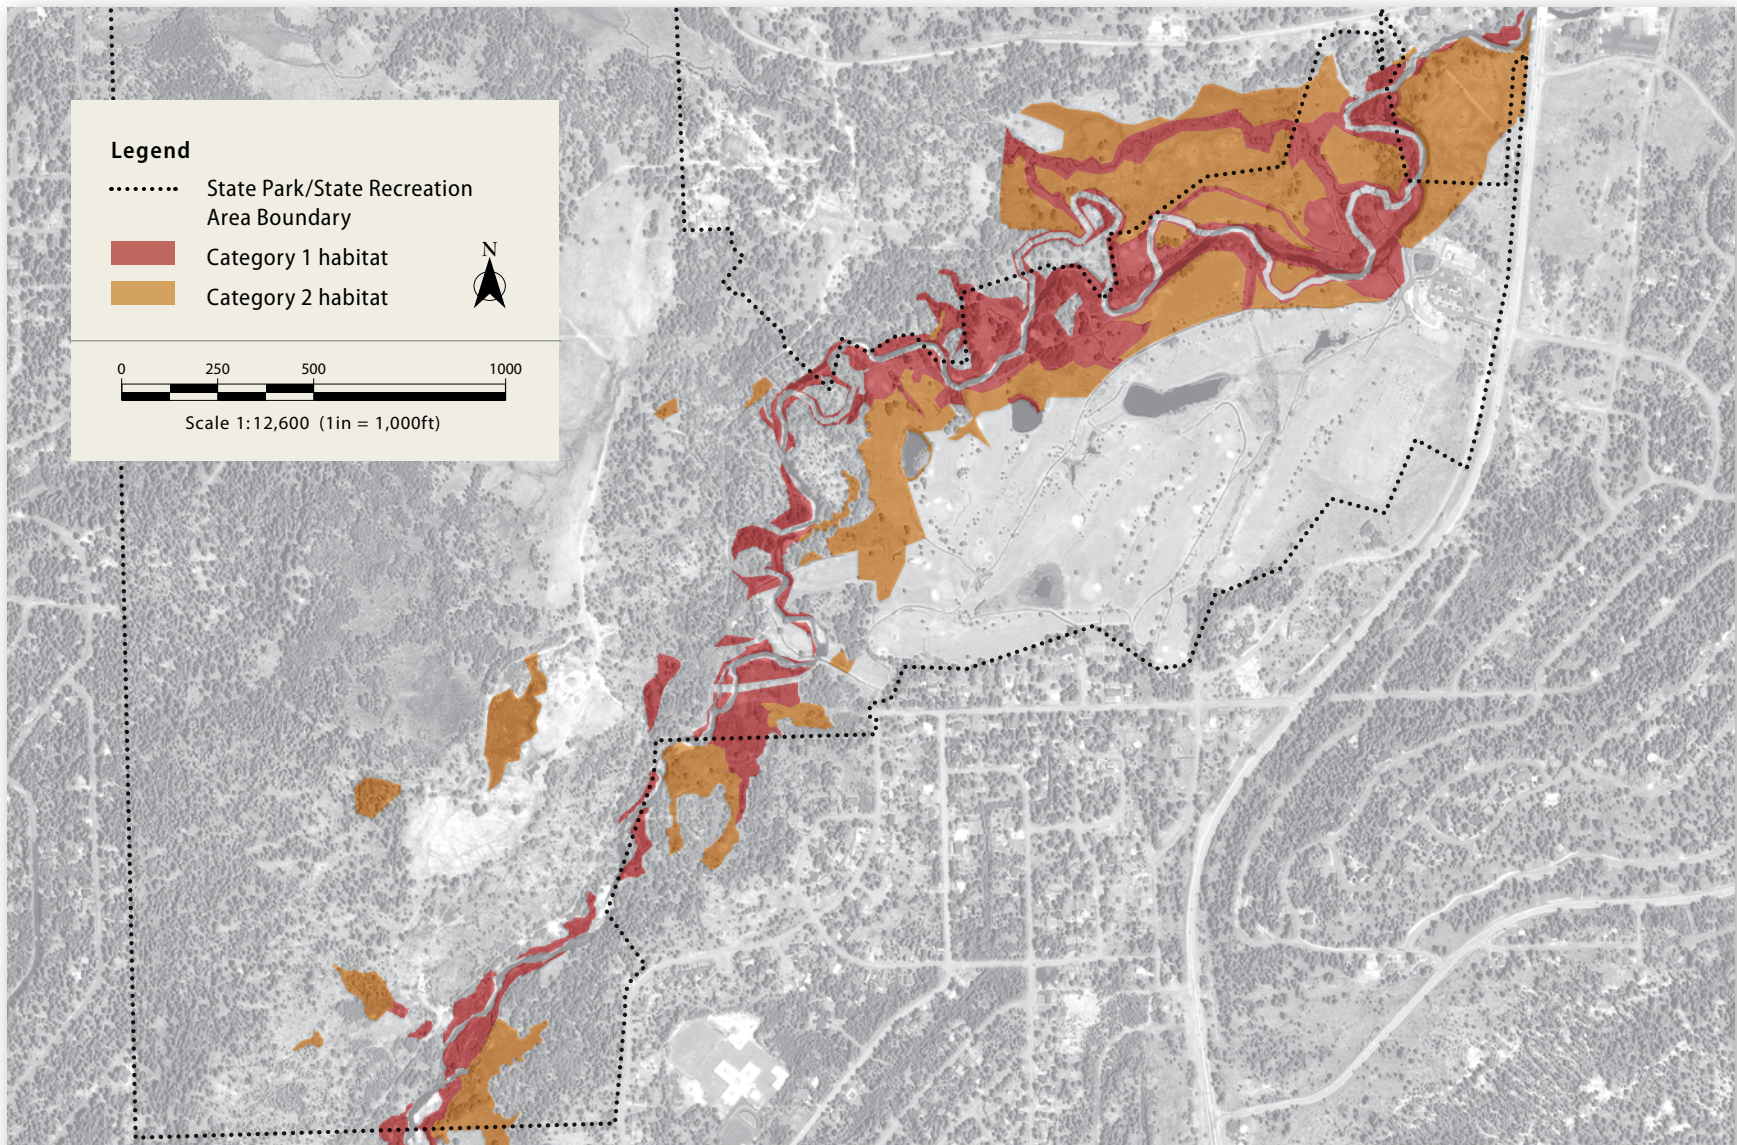 Legend
State Park/State Recreation
Area Boundary
Category 1 habitat
Category 2 habitat
N
0 250 500 1000
Scale 1:12,600 (1in = 1,000ft)